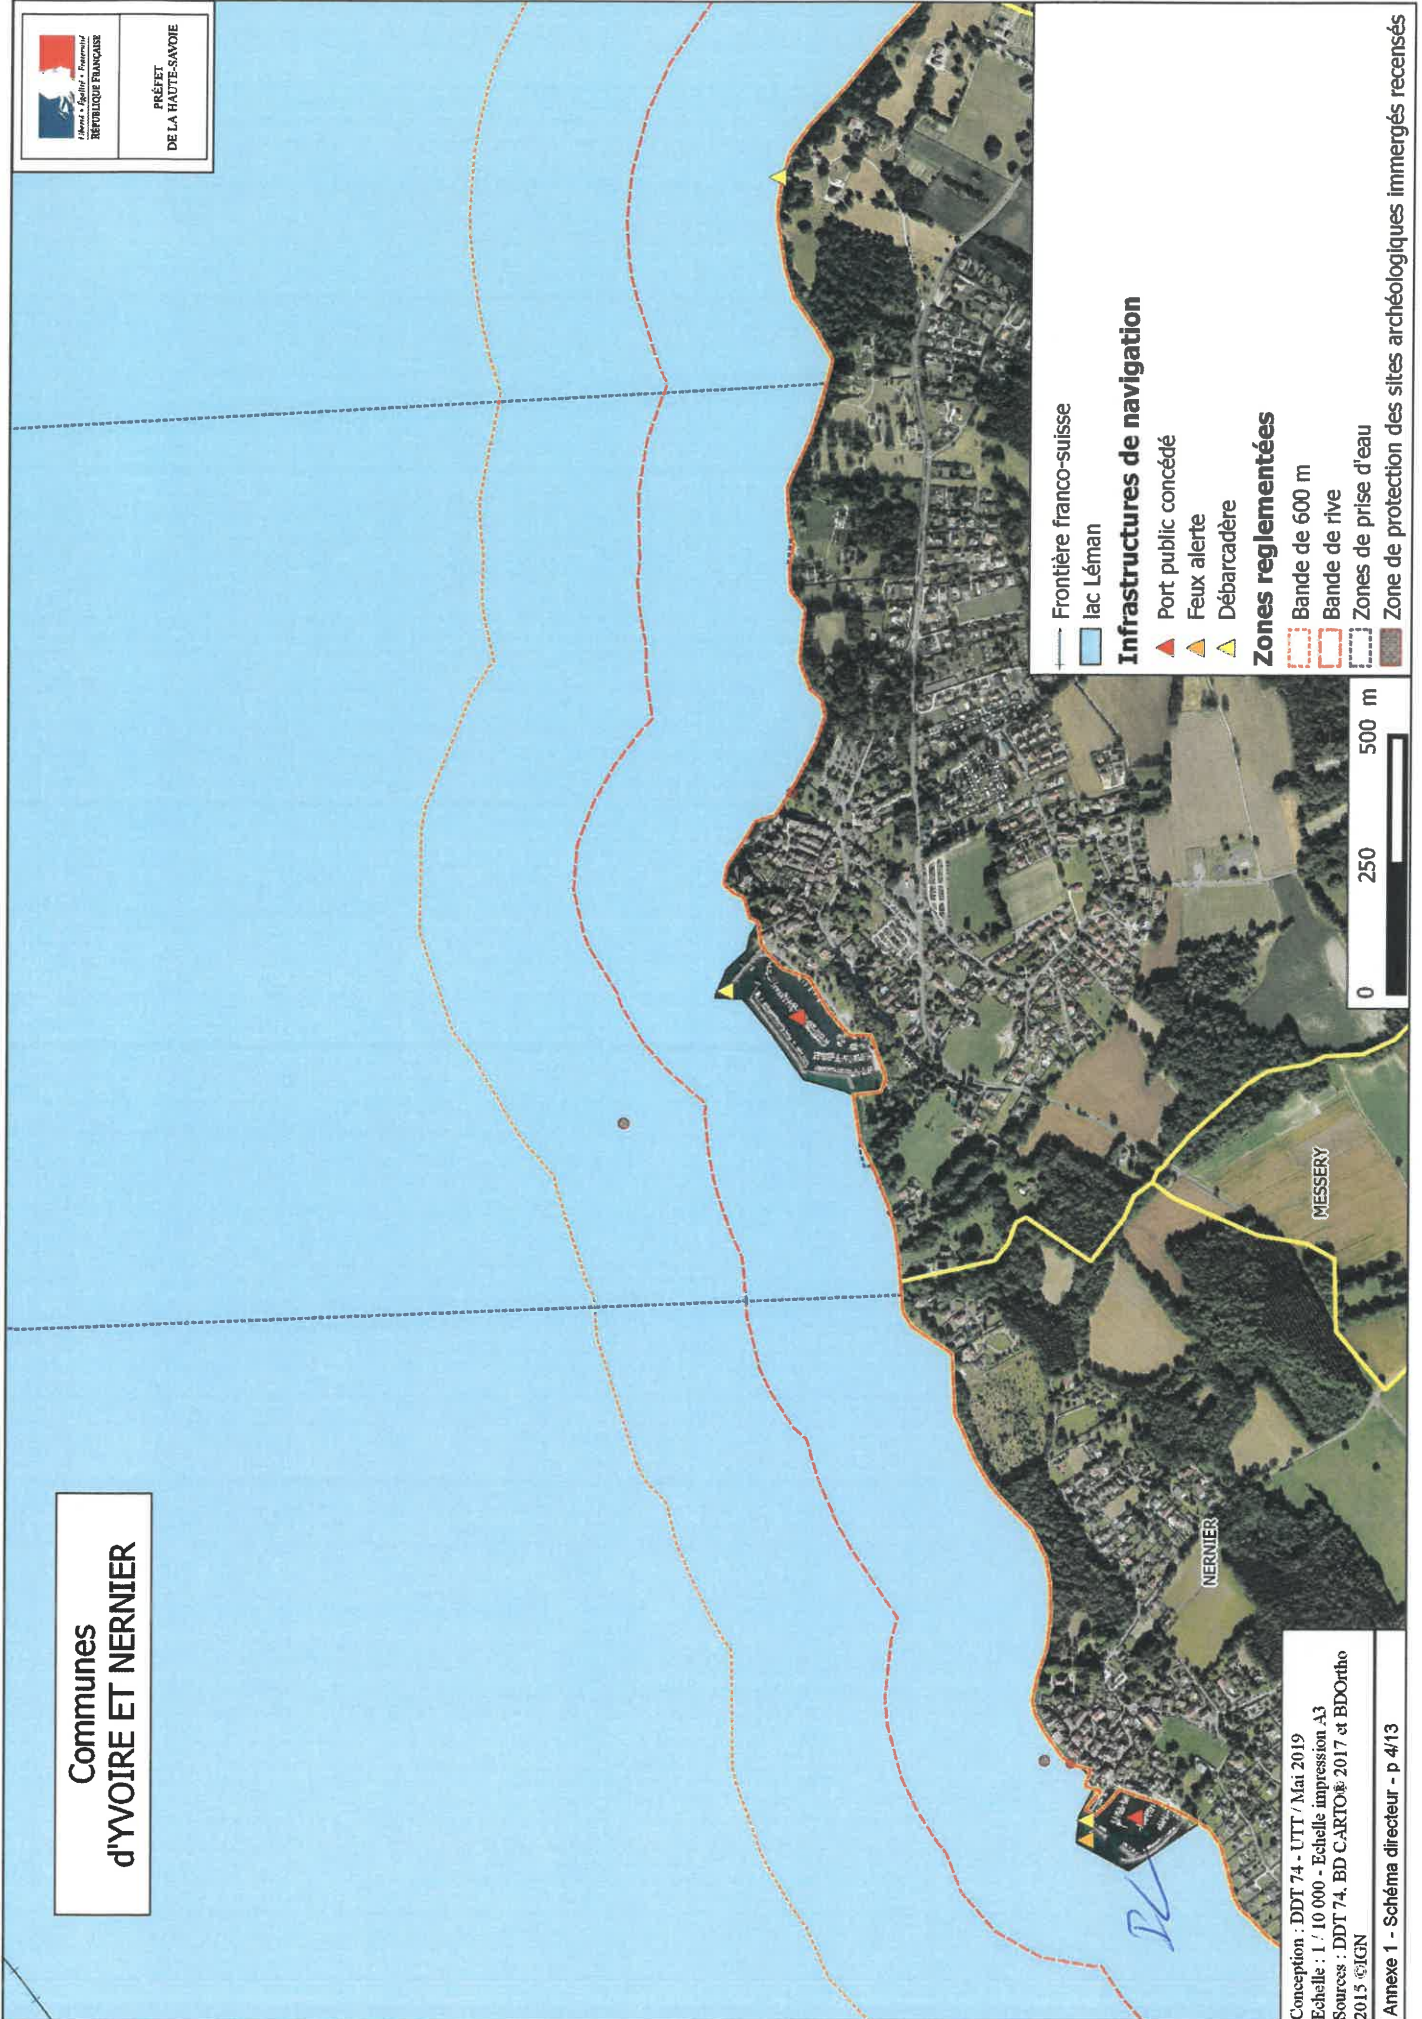 Communes
d'YVOIRE ET NERNIER
Liberté • Égalité • Fraternité
RÉPUBLIQUE FRANÇAISE
PRÉFET
DE LA HAUTE-SAVOIE
NERNIER
MESSERY
Frontière franco-suisse
lac Léman
Infrastructures de navigation
Port public concédé
Feux alerte
Débarcadère
Zones reglementées
Bande de 600 m
Bande de rive
Zones de prise d'eau
Zone de protection des sites archéologiques immergés recensés
0 250 500 m
Conception : DDT 74 - UTT / Mai 2019
Echelle : 1 / 10 000 - Echelle impression A3
Sources : DDT 74, BD CARTO® 2017 et BDOrtho
2015 ©IGN
Annexe 1 - Schéma directeur - p 4/13